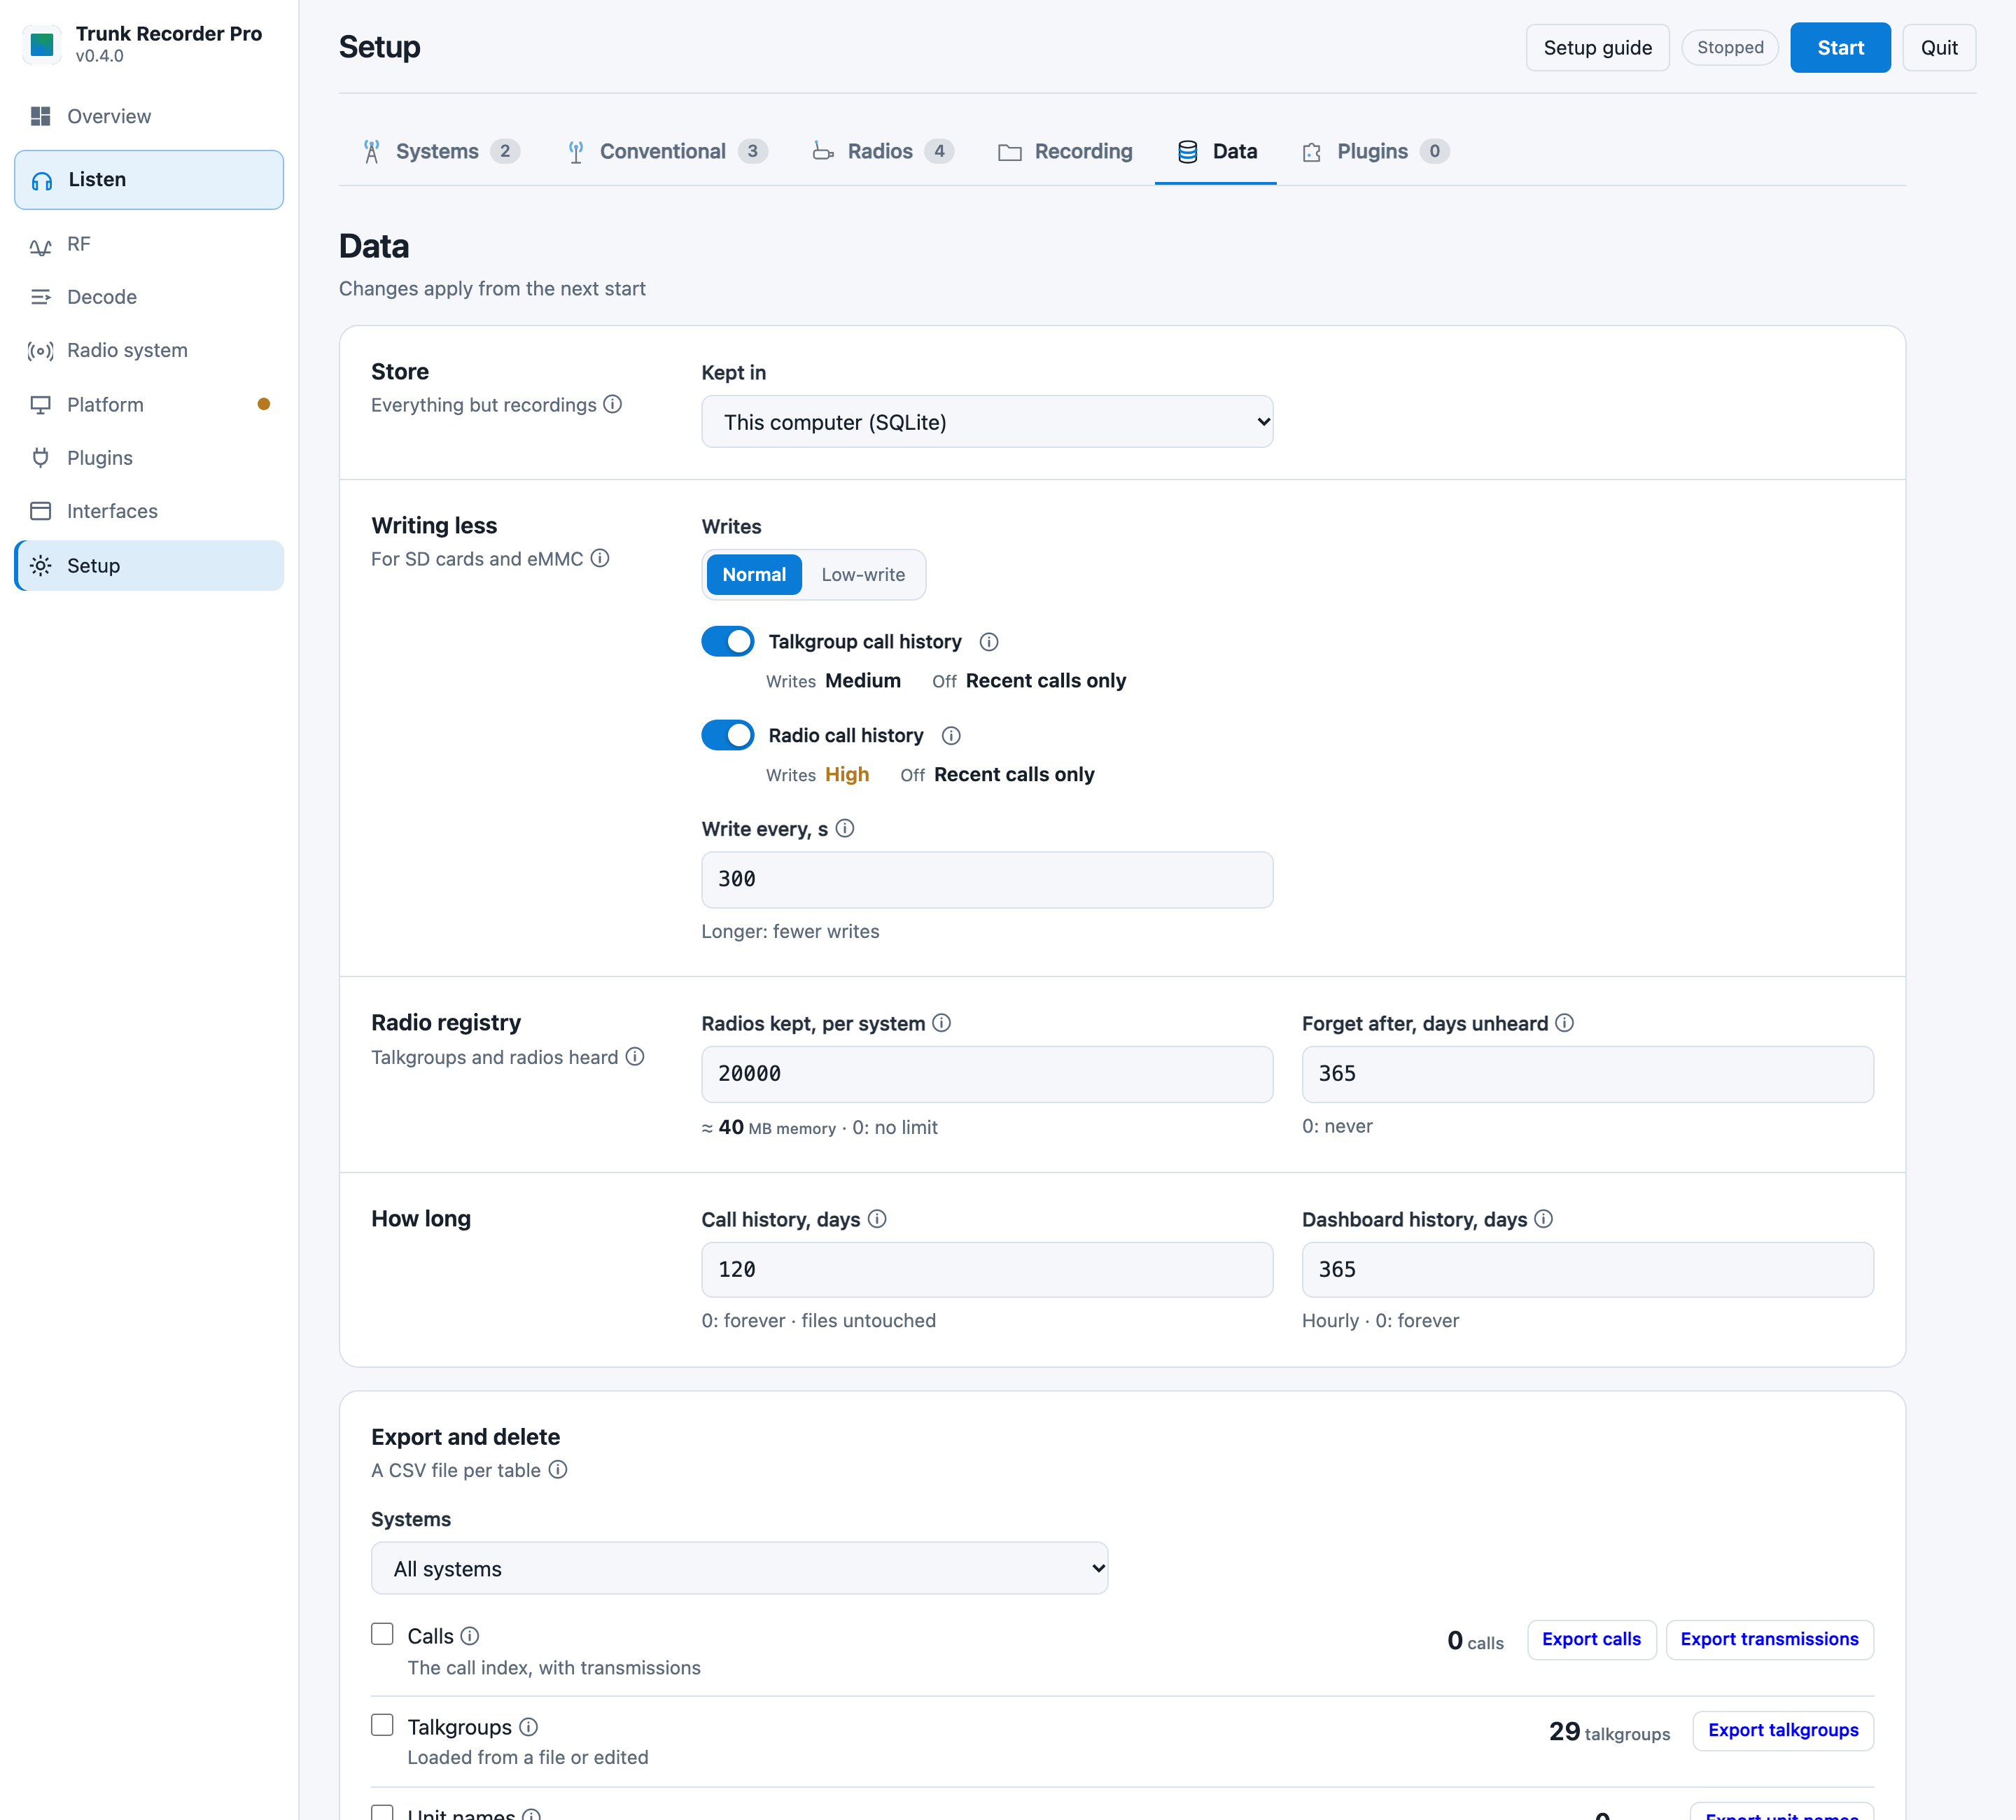 Trunk Recorder Pro
v0.4.0
Overview
Listen
RF
Decode
Radio system
Platform
Plugins
Interfaces
Setup
Setup
Setup guide
Stopped
Start
Quit
Systems 2
Conventional 3
Radios 4
Recording
Data
Plugins 0
Data
Changes apply from the next start
Store
Everything but recordings
Kept in
This computer (SQLite)
Writing less
For SD cards and eMMC
Writes
Normal Low-write
Talkgroup call history
Writes Medium Off Recent calls only
Radio call history
Writes High Off Recent calls only
Write every, s
300
Longer: fewer writes
Radio registry
Talkgroups and radios heard
Radios kept, per system
20000
≈ 40 MB memory · 0: no limit
Forget after, days unheard
365
0: never
How long
Call history, days
120
0: forever · files untouched
Dashboard history, days
365
Hourly · 0: forever
Export and delete
A CSV file per table
Systems
All systems
Calls
The call index, with transmissions
0 calls
Export calls
Export transmissions
Talkgroups
Loaded from a file or edited
29 talkgroups
Export talkgroups
Unit names
0
Export unit names